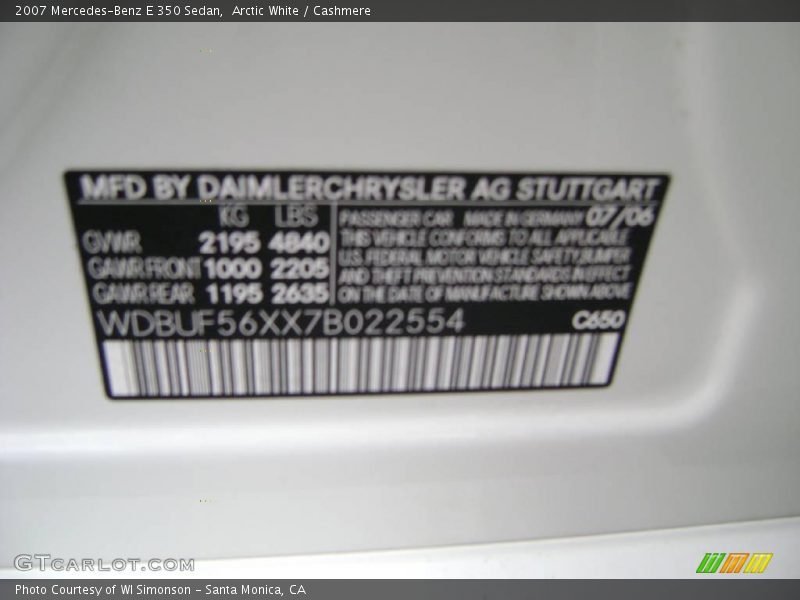 2007 Mercedes-Benz E 350 Sedan,  Arctic White / Cashmere
MFD BY DAIMLERCHRYSLER AG STUTTGART
KG LBS
GVWR 2195 4840
GAWR FRONT 1000 2205
GAWR REAR 1195 2635
PASSENGER CAR MADE IN GERMANY 07/06
THIS VEHICLE CONFORMS TO ALL APPLICABLE
U.S. FEDERAL MOTOR VEHICLE SAFETY, BUMPER
AND THEFT PREVENTION STANDARDS IN EFFECT
ON THE DATE OF MANUFACTURE SHOWN ABOVE
WDBUF56XX7B022554 C650
GTCARLOT.COM
Photo Courtesy of WI Simonson - Santa Monica, CA